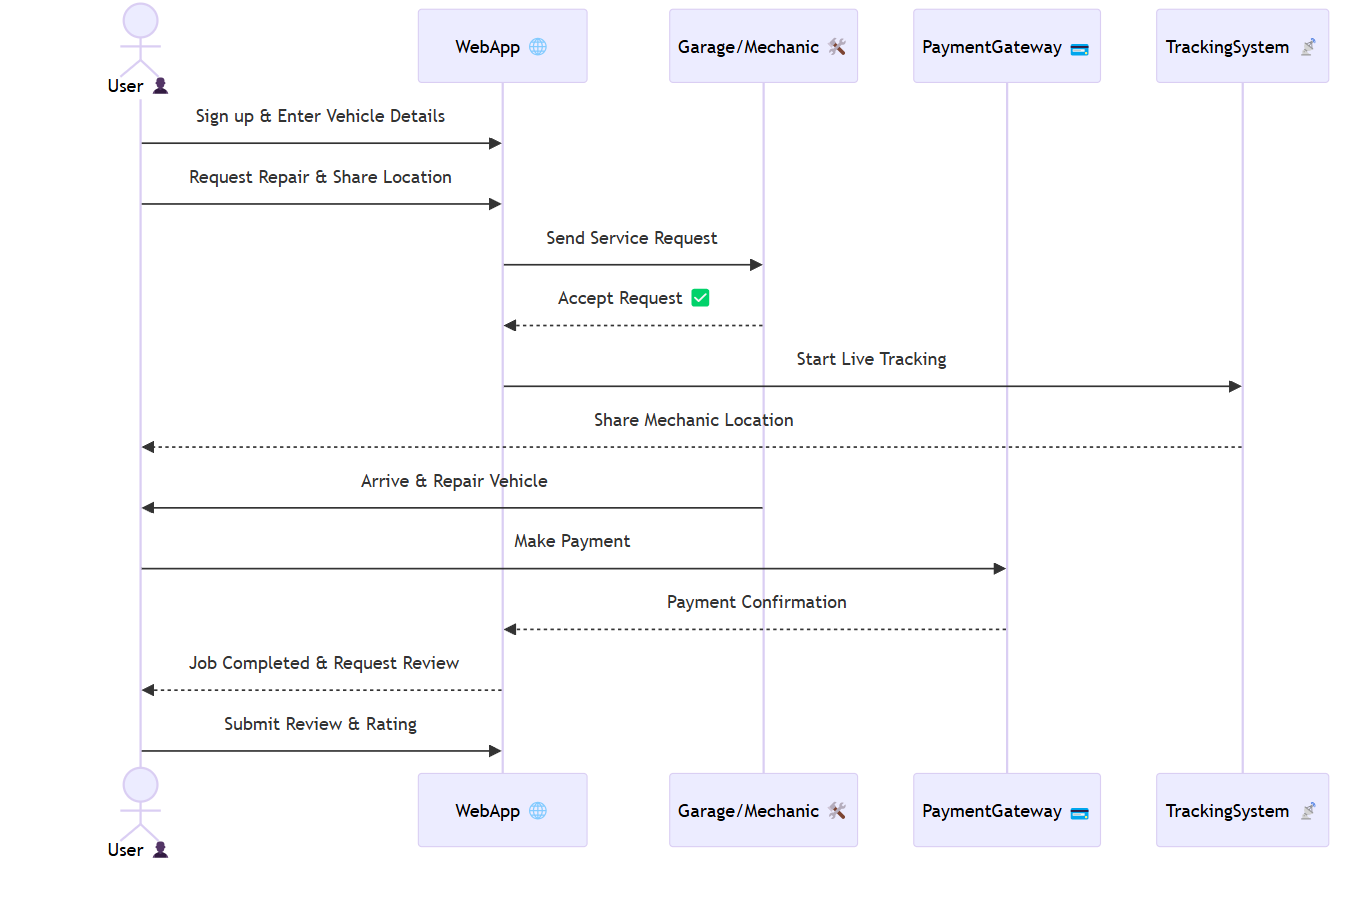 User 👤
WebApp 🌐
Garage/Mechanic 🛠️
PaymentGateway 💳
TrackingSystem 📡
Sign up & Enter Vehicle Details
Request Repair & Share Location
Send Service Request
Accept Request ✅
Start Live Tracking
Share Mechanic Location
Arrive & Repair Vehicle
Make Payment
Payment Confirmation
Job Completed & Request Review
Submit Review & Rating
User 👤
WebApp 🌐
Garage/Mechanic 🛠️
PaymentGateway 💳
TrackingSystem 📡